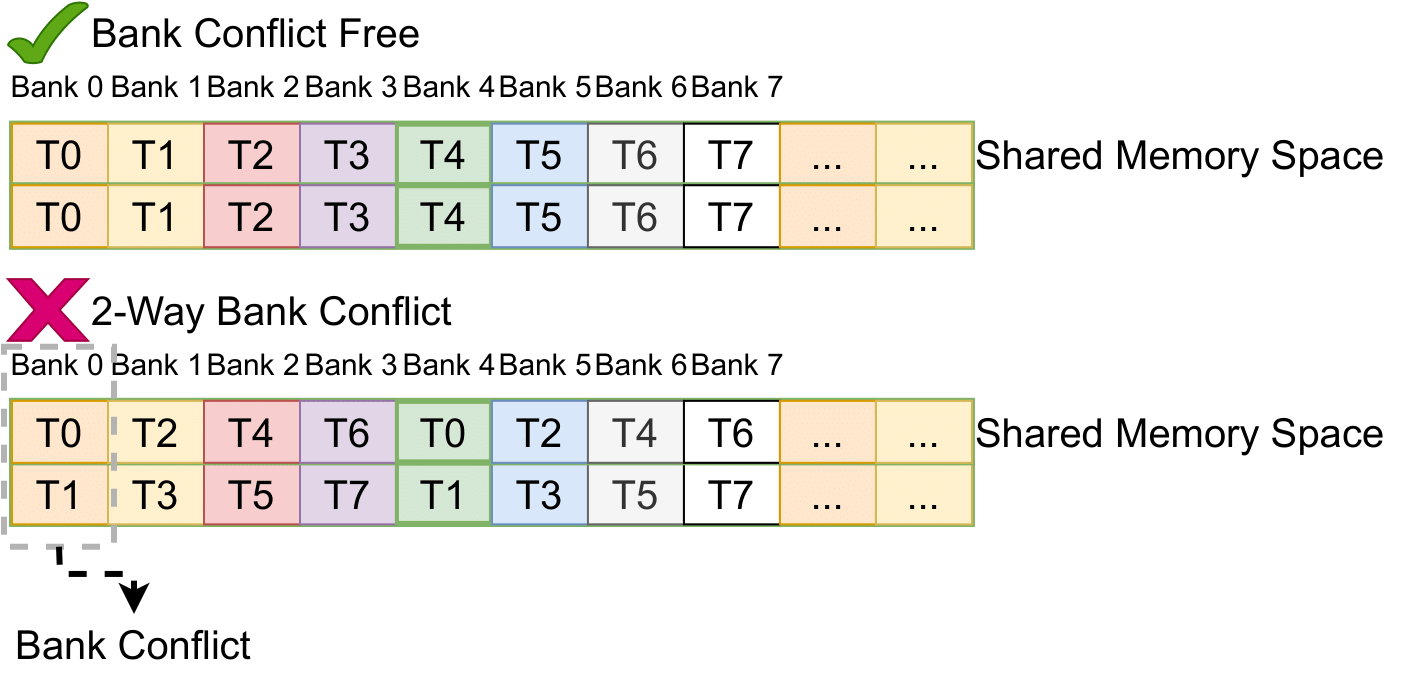 Bank Conflict Free
Bank 0 Bank 1 Bank 2 Bank 3 Bank 4 Bank 5 Bank 6 Bank 7
T0 T1 T2 T3 T4 T5 T6 T7 ... ... Shared Memory Space
T0 T1 T2 T3 T4 T5 T6 T7 ... ...
2-Way Bank Conflict
Bank 0 Bank 1 Bank 2 Bank 3 Bank 4 Bank 5 Bank 6 Bank 7
T0 T2 T4 T6 T0 T2 T4 T6 ... ... Shared Memory Space
T1 T3 T5 T7 T1 T3 T5 T7 ... ...
Bank Conflict